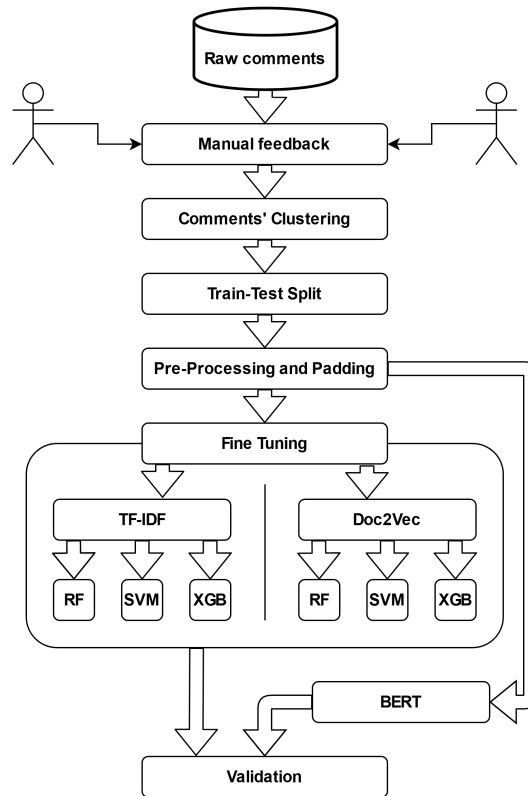 Raw comments
Manual feedback
Comments' Clustering
Train-Test Split
Pre-Processing and Padding
Fine Tuning
TF-IDF
Doc2Vec
RF
SVM
XGB
RF
SVM
XGB
BERT
Validation